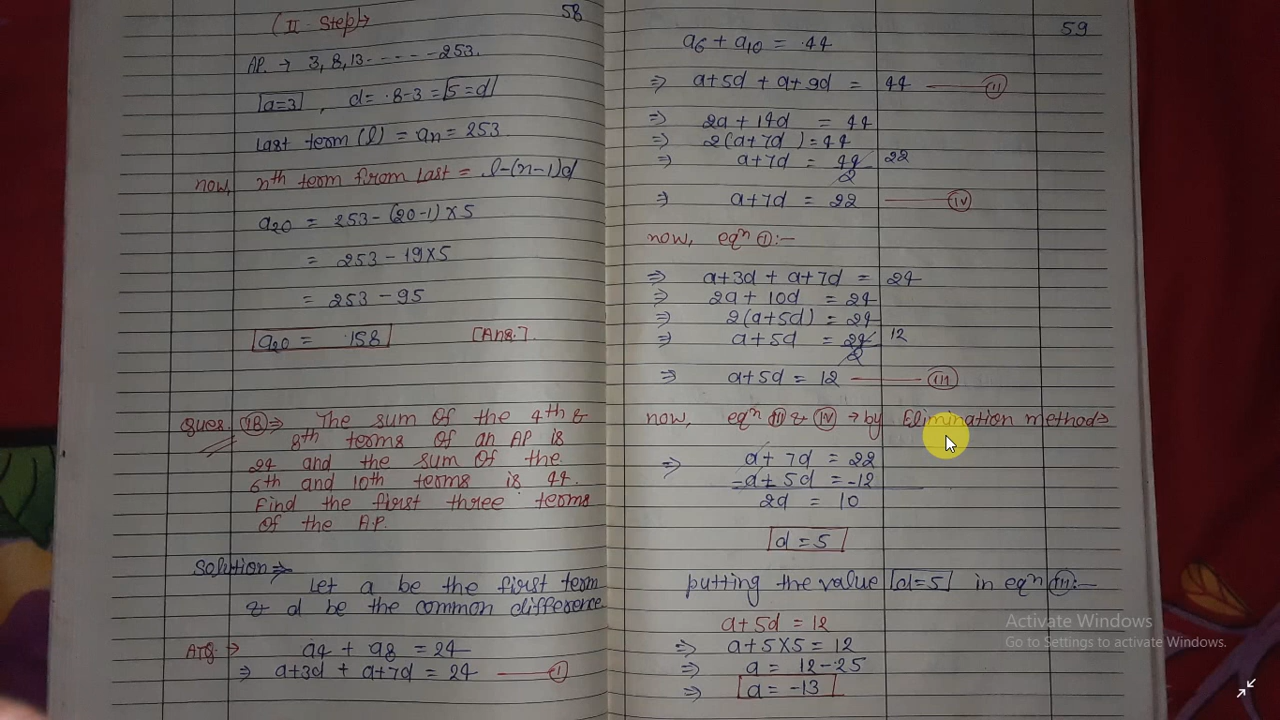 58
(II Step)→
AP. → 3, 8, 13 - - - - - 253.
a=3 , d = 8-3 = 5=d
Last term (l) = an = 253
now, nth term from last = l-(n-1)d
a20 = 253-(20-1)×5
= 253-19×5
= 253-95
a20 = 158 [Ans.]
Ques. 18 ⇒ The sum of the 4th &
8th terms of an AP is
24 and the sum of the
6th and 10th terms is 44.
Find the first three terms
of the A.P.
Solution ⇒
Let a be the first term
& d be the common difference
ATQ. → a4 + a8 = 24
⇒ a+3d + a+7d = 24 —— I
59
a6 + a10 = 44
⇒ a+5d + a+9d = 44 —— II
⇒ 2a + 14d = 44
⇒ 2(a+7d) = 44
⇒ a+7d = 44/2 22
⇒ a+7d = 22 —— IV
now, eqn I:-
⇒ a+3d + a+7d = 24
⇒ 2a + 10d = 24
⇒ 2(a+5d) = 24
⇒ a+5d = 24/2 12
⇒ a+5d = 12 —— III
now, eqn III & IV → by Elimination method⇒
⇒ a + 7d = 22
-a ± 5d = -12
2d = 10
d = 5
putting the value d=5 in eqn III:-
a+5d = 12
⇒ a+5×5 = 12
⇒ a = 12-25
⇒ a = -13
Activate Windows
Go to Settings to activate Windows.